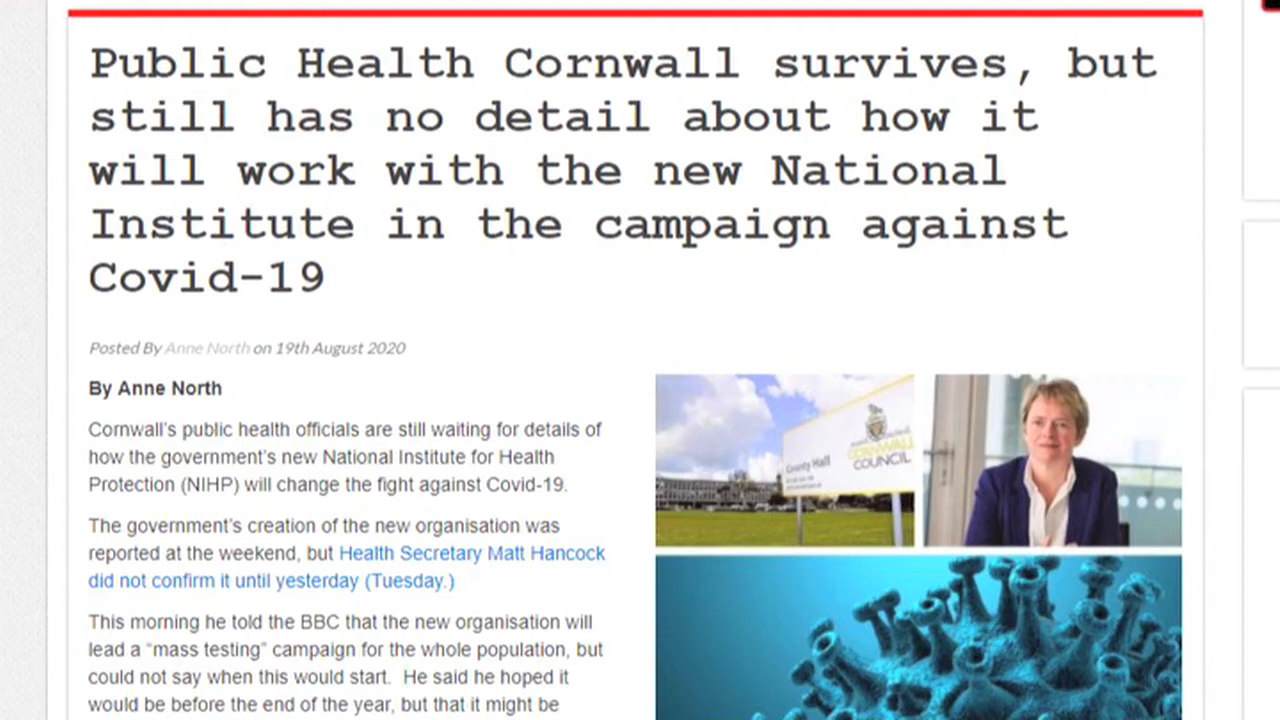 Public Health Cornwall survives, but
still has no detail about how it
will work with the new National
Institute in the campaign against
Covid-19
Posted By Anne North on 19th August 2020
By Anne North
Cornwall's public health officials are still waiting for details of
how the government's new National Institute for Health
Protection (NIHP) will change the fight against Covid-19.
The government's creation of the new organisation was
reported at the weekend, but Health Secretary Matt Hancock
did not confirm it until yesterday (Tuesday.)
This morning he told the BBC that the new organisation will
lead a “mass testing” campaign for the whole population, but
could not say when this would start.  He said he hoped it
would be before the end of the year, but that it might be
County Hall
CORNWALL
COUNCIL